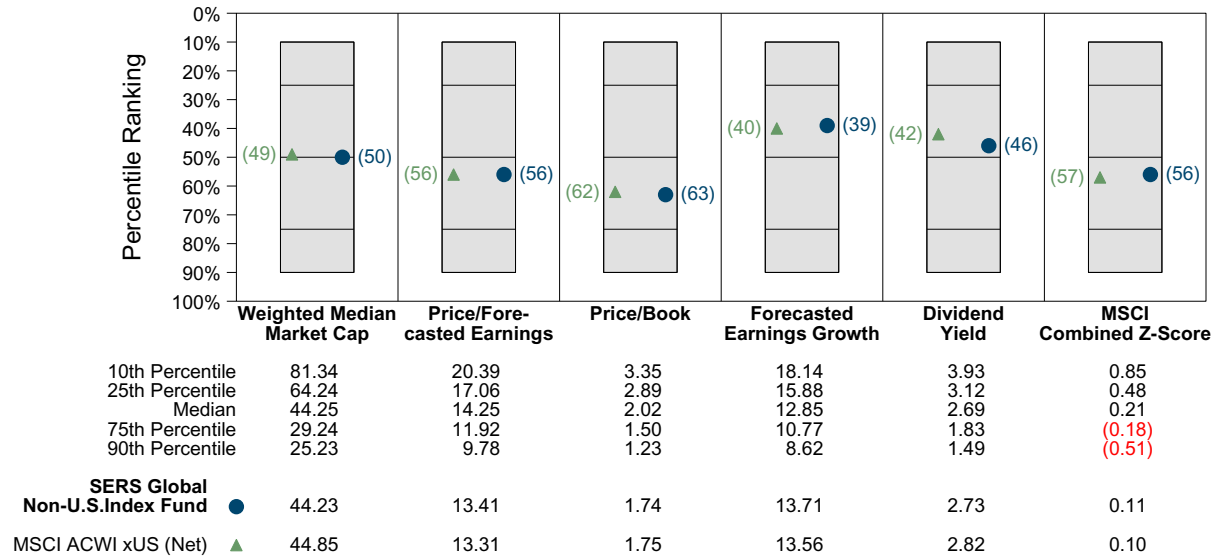 0%
10%
20%
30%
40%
50%
60%
70%
80%
90%
100%
Percentile Ranking
(49) (50)
(56) (56)
(62) (63)
(40) (39)
(42) (46)
(57) (56)
Weighted Median
Market Cap
Price/Fore-
casted Earnings
Price/Book
Forecasted
Earnings Growth
Dividend
Yield
MSCI
Combined Z-Score
10th Percentile 81.34 20.39 3.35 18.14 3.93 0.85
25th Percentile 64.24 17.06 2.89 15.88 3.12 0.48
Median 44.25 14.25 2.02 12.85 2.69 0.21
75th Percentile 29.24 11.92 1.50 10.77 1.83 (0.18)
90th Percentile 25.23 9.78 1.23 8.62 1.49 (0.51)
SERS Global
Non-U.S.Index Fund 44.23 13.41 1.74 13.71 2.73 0.11
MSCI ACWI xUS (Net) 44.85 13.31 1.75 13.56 2.82 0.10